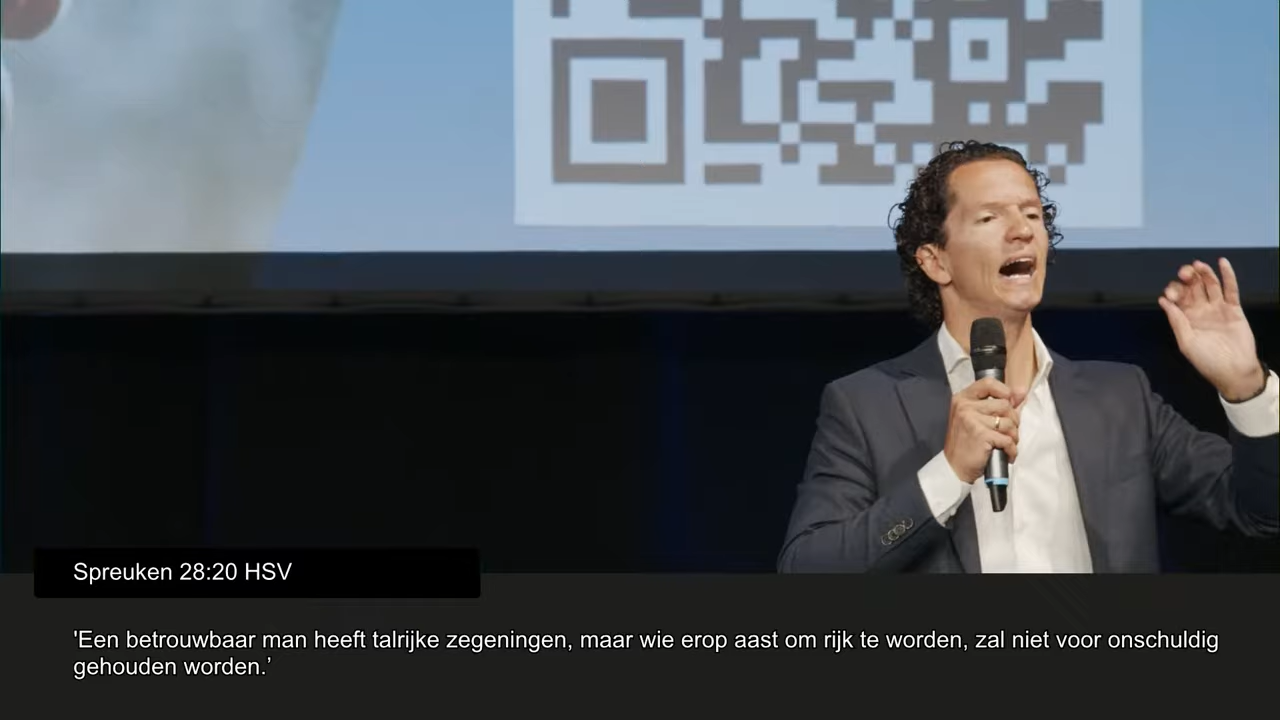 Spreuken 28:20 HSV
'Een betrouwbaar man heeft talrijke zegeningen, maar wie erop aast om rijk te worden, zal niet voor onschuldig
gehouden worden.’